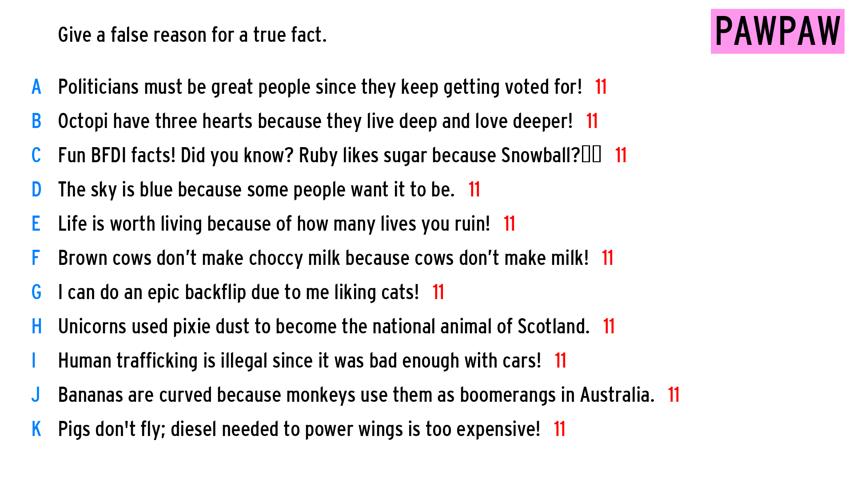 Give a false reason for a true fact.
PAWPAW
A Politicians must be great people since they keep getting voted for! 11
B Octopi have three hearts because they live deep and love deeper! 11
C Fun BFDI facts! Did you know? Ruby likes sugar because Snowball?▯▯ 11
D The sky is blue because some people want it to be. 11
E Life is worth living because of how many lives you ruin! 11
F Brown cows don’t make choccy milk because cows don’t make milk! 11
G I can do an epic backflip due to me liking cats! 11
H Unicorns used pixie dust to become the national animal of Scotland. 11
I Human trafficking is illegal since it was bad enough with cars! 11
J Bananas are curved because monkeys use them as boomerangs in Australia. 11
K Pigs don't fly; diesel needed to power wings is too expensive! 11